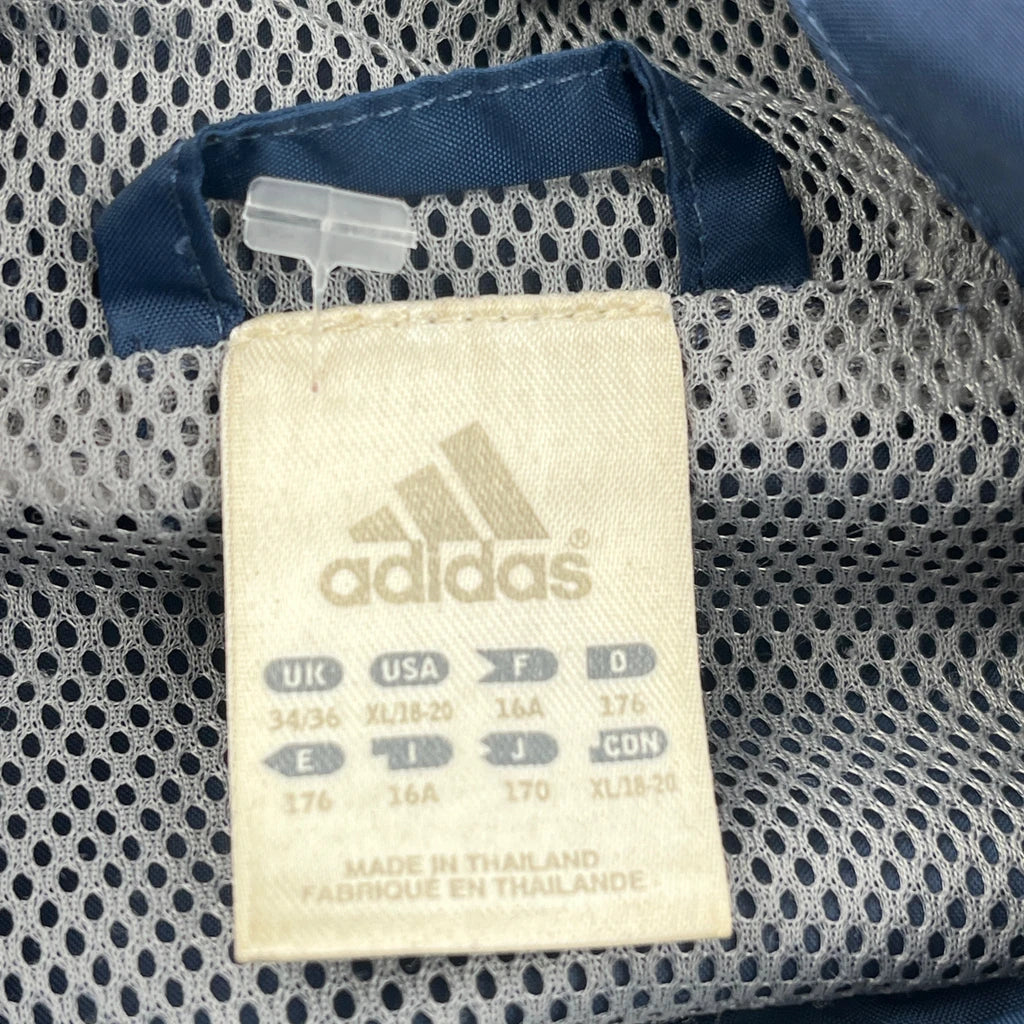 adidas®
UK USA F D
34/36 XL/18-20 16A 176
E I J CDN
176 16A 170 XL/18-20
MADE IN THAILAND
FABRIQUE EN THAILANDE